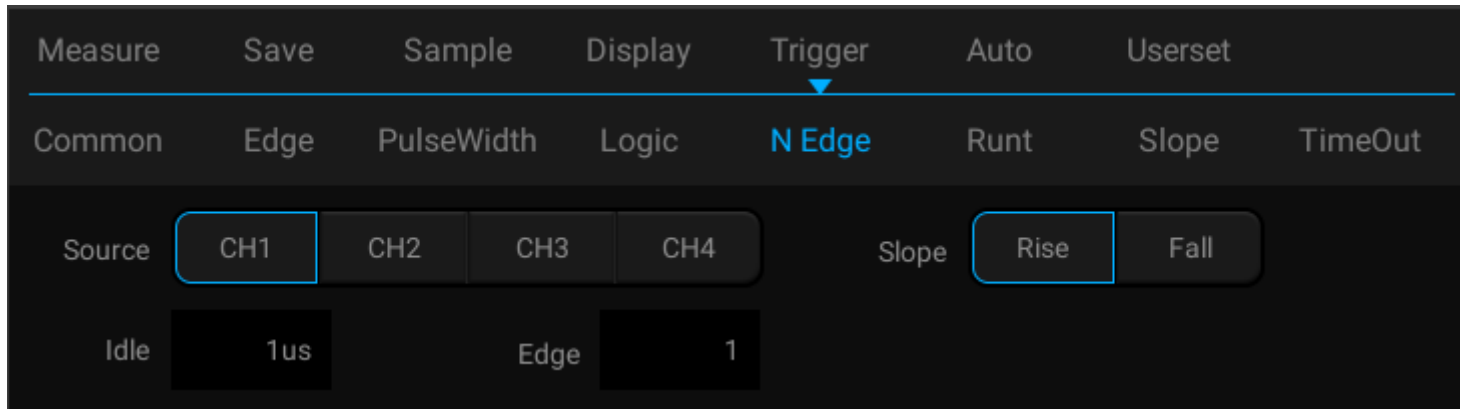 Measure Save Sample Display Trigger Auto Userset
Common Edge PulseWidth Logic N Edge Runt Slope TimeOut
Source CH1 CH2 CH3 CH4 Slope Rise Fall
Idle 1us Edge 1